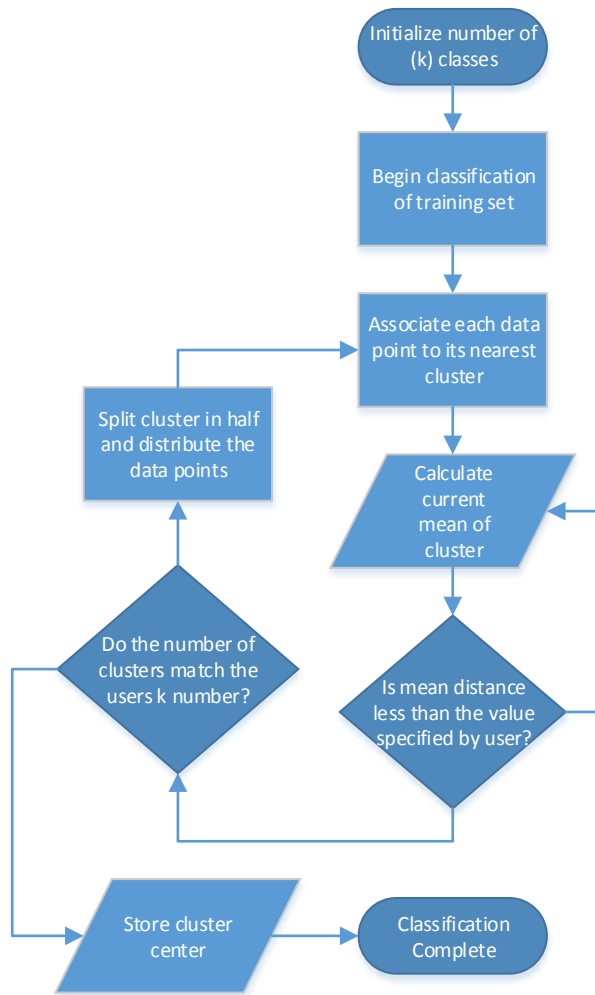 Initialize number of
(k) classes
Begin classification
of training set
Associate each data
point to its nearest
cluster
Split cluster in half
and distribute the
data points
Calculate
current
mean of
cluster
Do the number of
clusters match the
users k number?
Is mean distance
less than the value
specified by user?
Store cluster
center
Classification
Complete